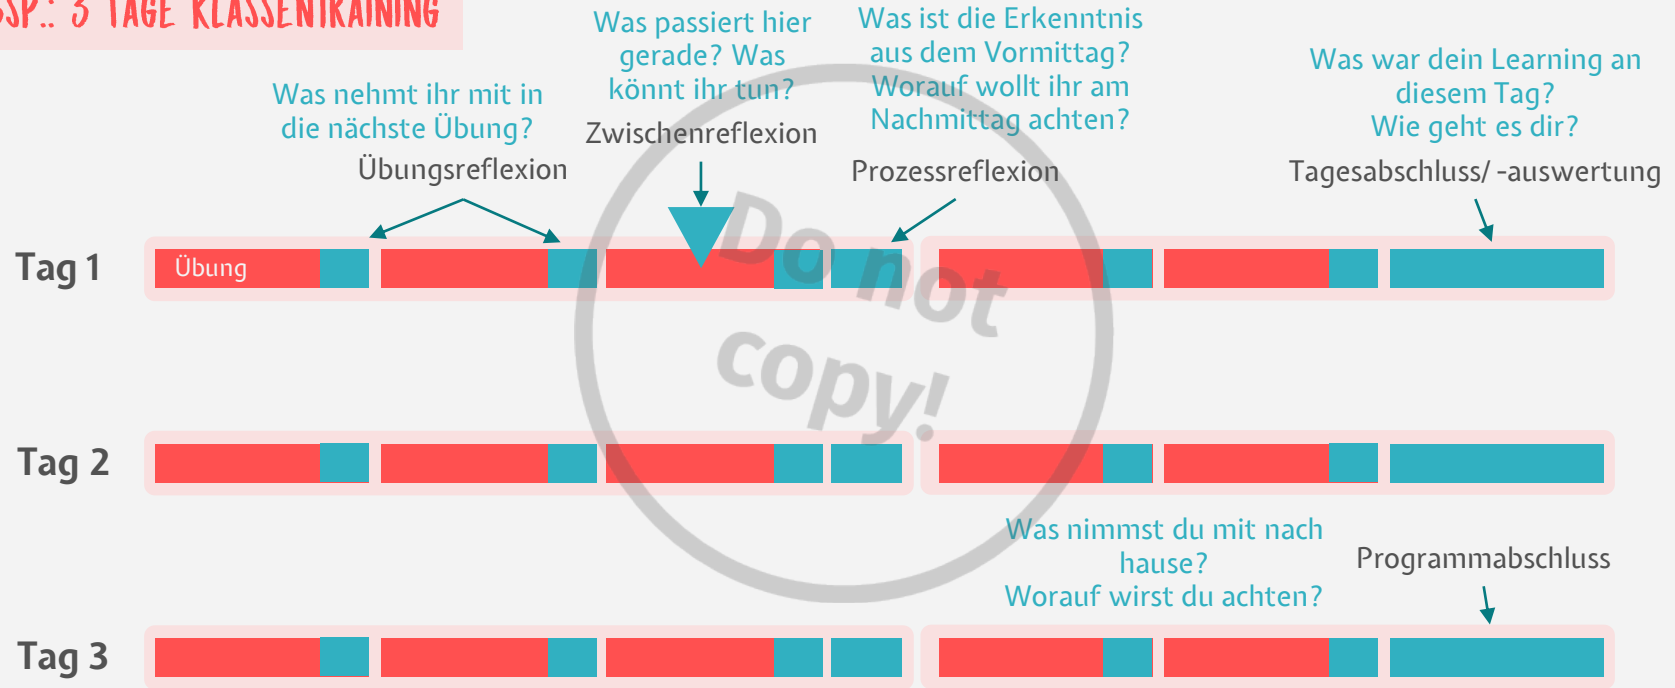 BSP.: 3 TAGE KLASSENTRAINING
Was nehmt ihr mit in
die nächste Übung?
Übungsreflexion
Was passiert hier
gerade? Was
könnt ihr tun?
Zwischenreflexion
Was ist die Erkenntnis
aus dem Vormittag?
Worauf wollt ihr am
Nachmittag achten?
Prozessreflexion
Was war dein Learning an
diesem Tag?
Wie geht es dir?
Tagesabschluss/ -auswertung
Tag 1
Übung
Do not
copy!
Tag 2
Was nimmst du mit nach
hause?
Worauf wirst du achten?
Programmabschluss
Tag 3